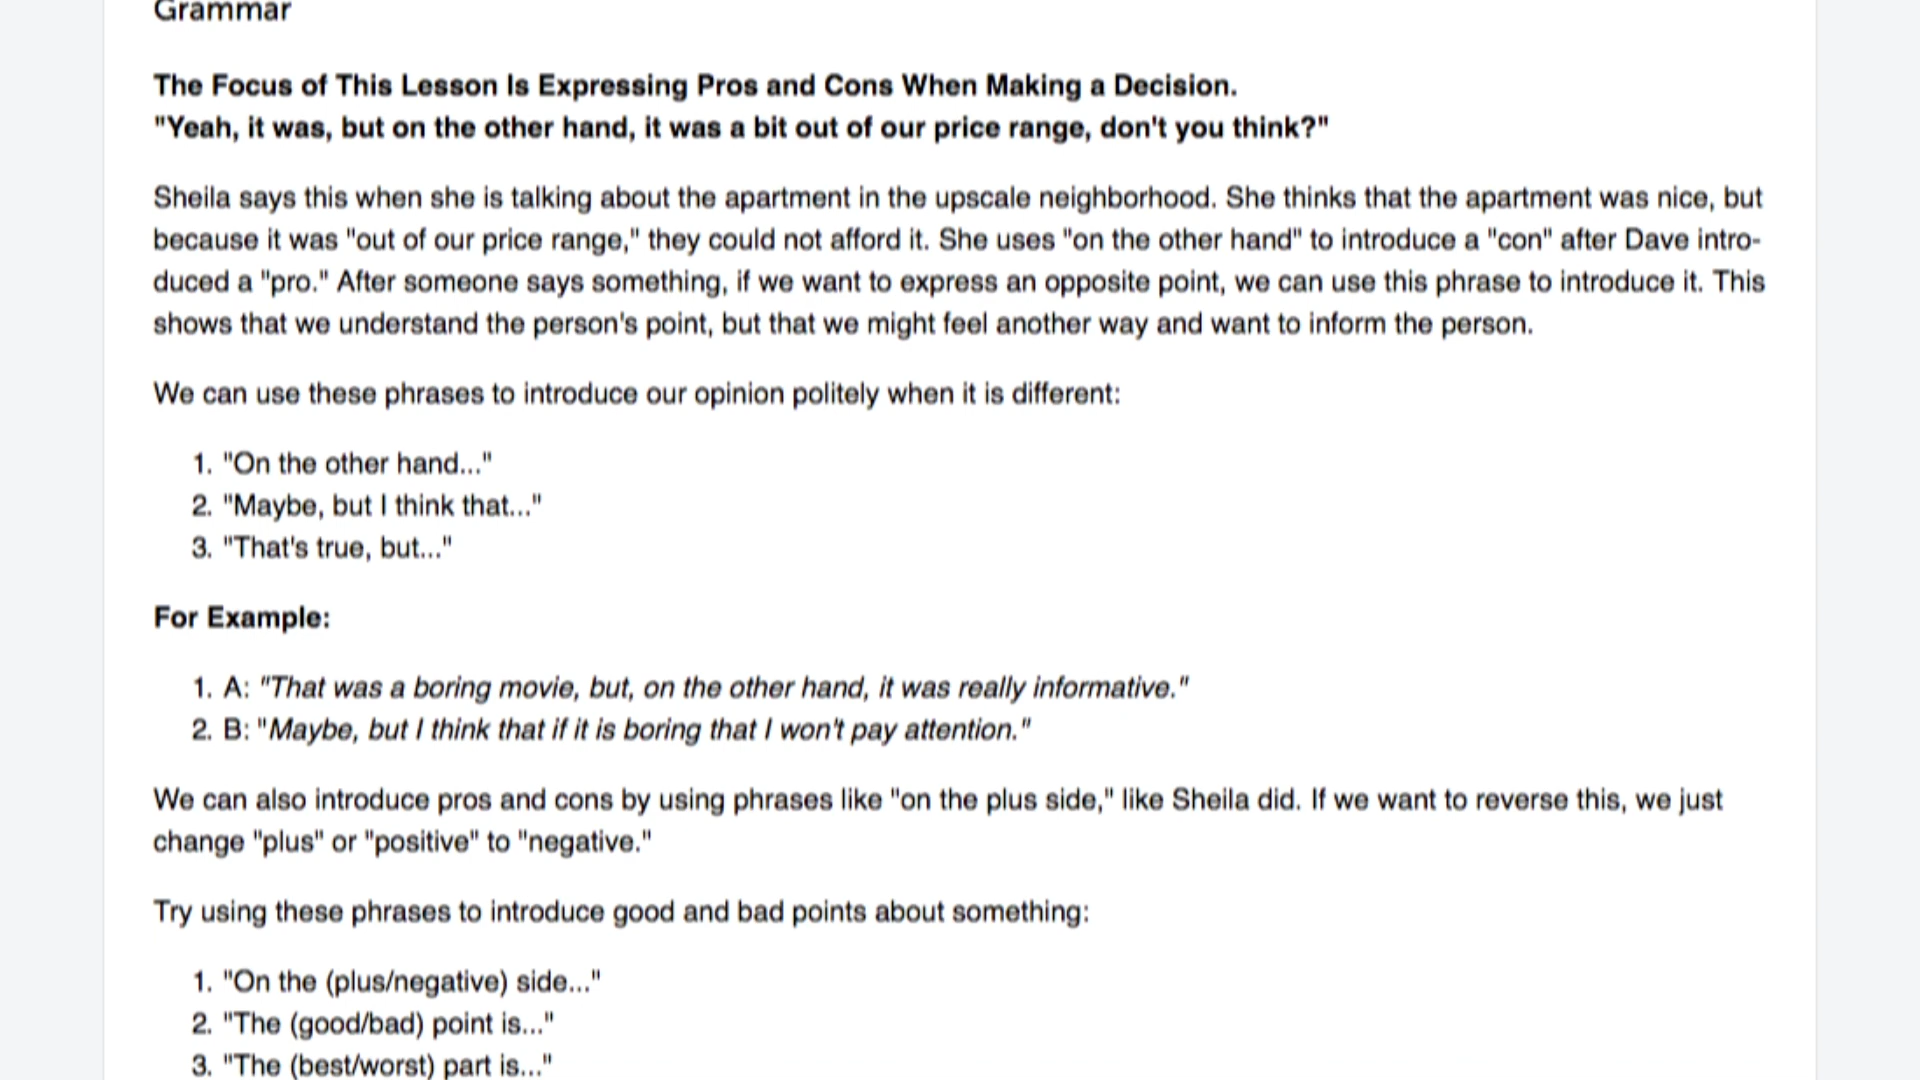 Grammar
The Focus of This Lesson Is Expressing Pros and Cons When Making a Decision.
"Yeah, it was, but on the other hand, it was a bit out of our price range, don't you think?"
Sheila says this when she is talking about the apartment in the upscale neighborhood. She thinks that the apartment was nice, but
because it was "out of our price range," they could not afford it. She uses "on the other hand" to introduce a "con" after Dave intro-
duced a "pro." After someone says something, if we want to express an opposite point, we can use this phrase to introduce it. This
shows that we understand the person's point, but that we might feel another way and want to inform the person.
We can use these phrases to introduce our opinion politely when it is different:
1. "On the other hand..."
2. "Maybe, but I think that..."
3. "That's true, but..."
For Example:
1. A: "That was a boring movie, but, on the other hand, it was really informative."
2. B: "Maybe, but I think that if it is boring that I won't pay attention."
We can also introduce pros and cons by using phrases like "on the plus side," like Sheila did. If we want to reverse this, we just
change "plus" or "positive" to "negative."
Try using these phrases to introduce good and bad points about something:
1. "On the (plus/negative) side..."
2. "The (good/bad) point is..."
3. "The (best/worst) part is..."